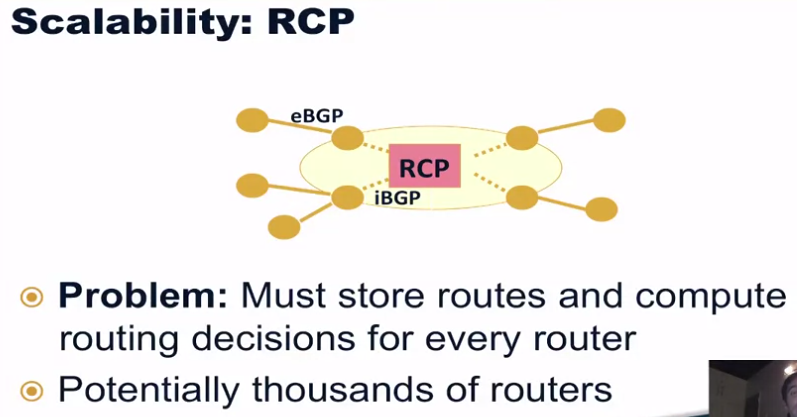 Scalability: RCP
eBGP
RCP
iBGP
Problem: Must store routes and compute
routing decisions for every router
Potentially thousands of routers